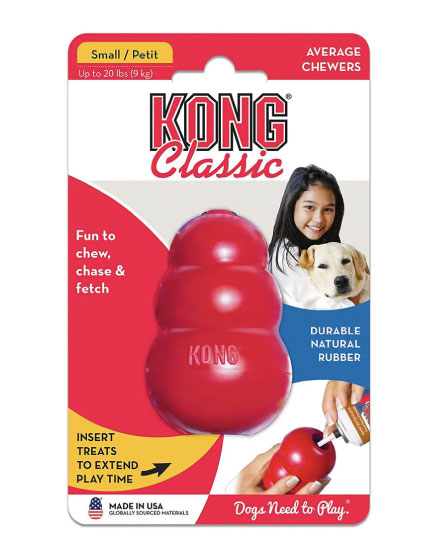 Small / Petit
Up to 20 lbs (9 kg)
AVERAGE
CHEWERS
KONG®
Classic
Fun to
chew,
chase &
fetch
KONG
DURABLE
NATURAL
RUBBER
INSERT
TREATS
TO EXTEND
PLAY TIME
MADE IN USA
GLOBALLY SOURCED MATERIALS
Dogs Need to Play.®